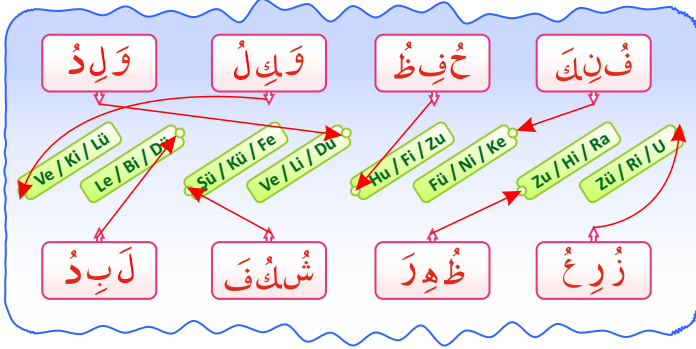 فُنِكَ
حُفِظُ
وَكِلُ
وَلِدُ
Ve / Ki / Lü
Le / Bi / Dü
Şü / Kü / Fe
Ve / Li / Dü
Hu / Fi / Zu
Fü / Ni / Ke
Zu / Hi / Ra
Zü / Ri / U
زُرِعُ
ظُهِرَ
شُكُفَ
لَبِدُ